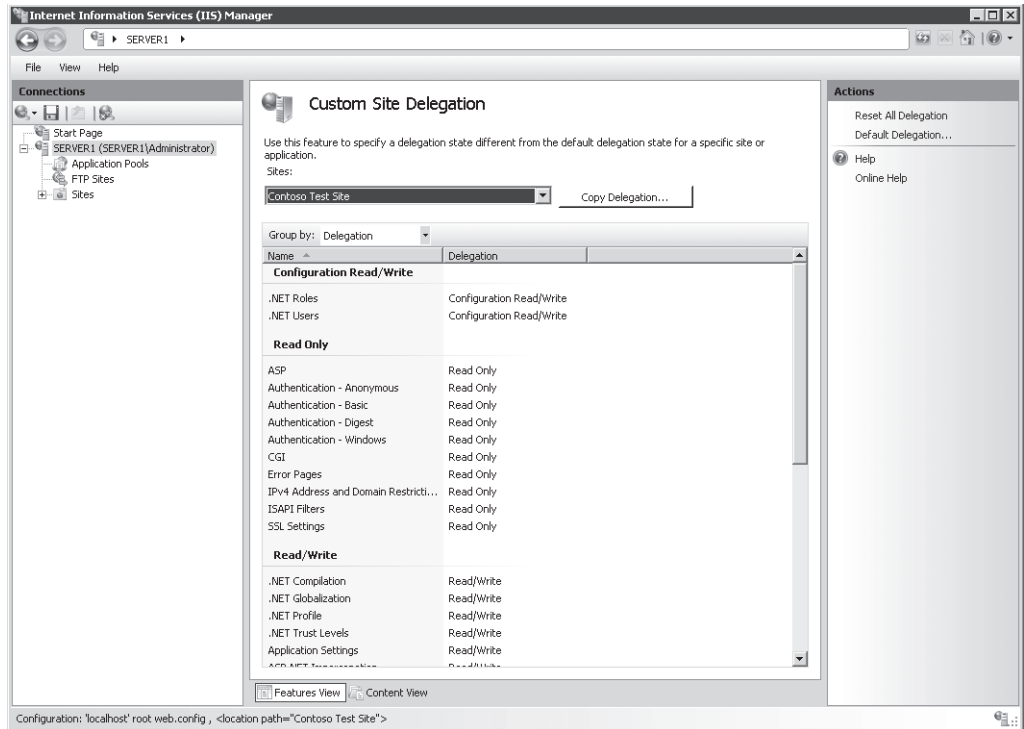 Internet Information Services (IIS) Manager
SERVER1
File View Help
Connections
Start Page
SERVER1 (SERVER1\Administrator)
Application Pools
FTP Sites
Sites
Custom Site Delegation
Use this feature to specify a delegation state different from the default delegation state for a specific site or
application.
Sites:
Contoso Test Site
Copy Delegation...
Group by: Delegation
Name Delegation
Configuration Read/Write
.NET Roles Configuration Read/Write
.NET Users Configuration Read/Write
Read Only
ASP Read Only
Authentication - Anonymous Read Only
Authentication - Basic Read Only
Authentication - Digest Read Only
Authentication - Windows Read Only
CGI Read Only
Error Pages Read Only
IPv4 Address and Domain Restricti... Read Only
ISAPI Filters Read Only
SSL Settings Read Only
Read/Write
.NET Compilation Read/Write
.NET Globalization Read/Write
.NET Profile Read/Write
.NET Trust Levels Read/Write
Application Settings Read/Write
Features View Content View
Actions
Reset All Delegation
Default Delegation...
Help
Online Help
Configuration: 'localhost' root web.config , <location path="Contoso Test Site">